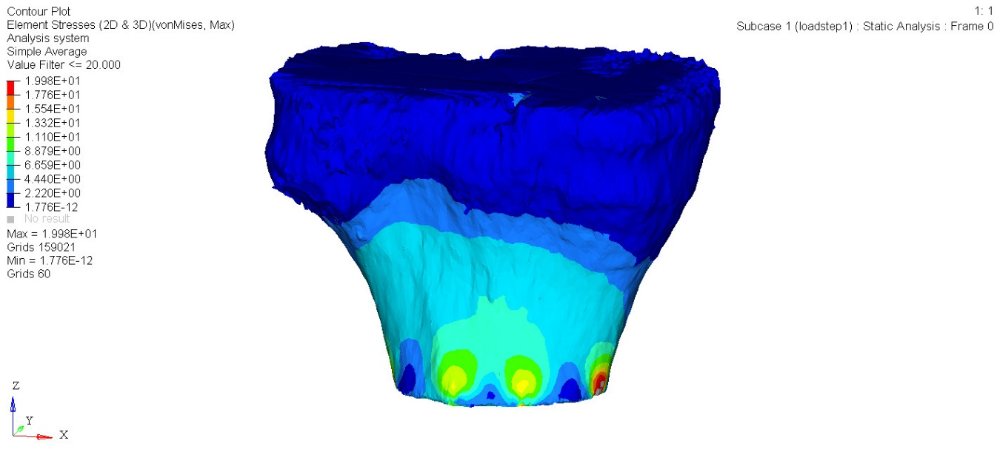 Contour Plot
Element Stresses (2D & 3D)(vonMises, Max)
Analysis system
Simple Average
Value Filter <= 20.000
1.998E+01
1.776E+01
1.554E+01
1.332E+01
1.110E+01
8.879E+00
6.659E+00
4.440E+00
2.220E+00
1.776E-12
No result
Max = 1.998E+01
Grids 159021
Min = 1.776E-12
Grids 60
1: 1
Subcase 1 (loadstep1) : Static Analysis : Frame 0
Z
Y
X